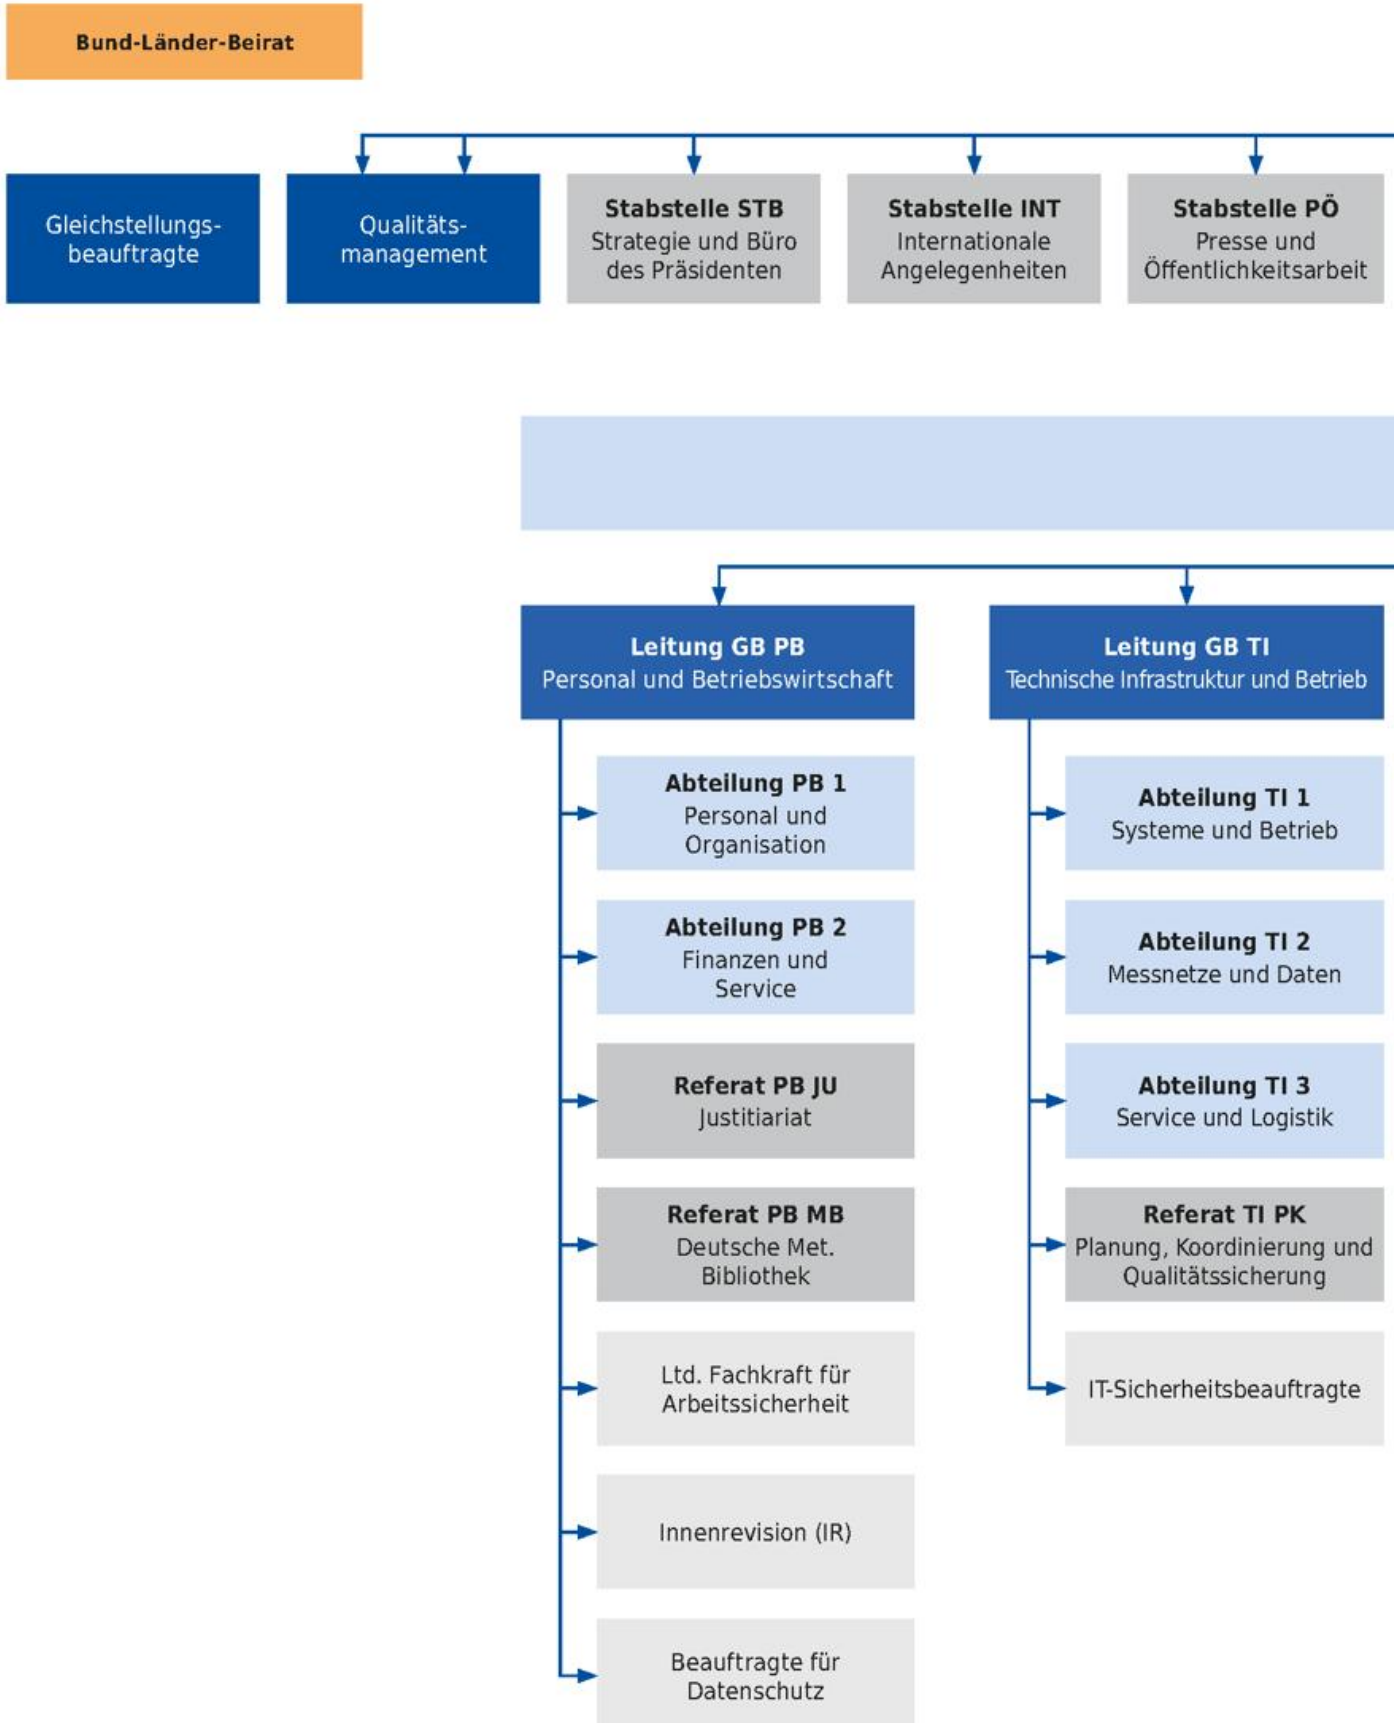 Bund-Länder-Beirat
Gleichstellungs-
beauftragte
Qualitäts-
management
Stabstelle STB
Strategie und Büro
des Präsidenten
Stabstelle INT
Internationale
Angelegenheiten
Stabstelle PÖ
Presse und
Öffentlichkeitsarbeit
Leitung GB PB
Personal und Betriebswirtschaft
Abteilung PB 1
Personal und
Organisation
Abteilung PB 2
Finanzen und
Service
Referat PB JU
Justitiariat
Referat PB MB
Deutsche Met.
Bibliothek
Ltd. Fachkraft für
Arbeitssicherheit
Innenrevision (IR)
Beauftragte für
Datenschutz
Leitung GB TI
Technische Infrastruktur und Betrieb
Abteilung TI 1
Systeme und Betrieb
Abteilung TI 2
Messnetze und Daten
Abteilung TI 3
Service und Logistik
Referat TI PK
Planung, Koordinierung und
Qualitätssicherung
IT-Sicherheitsbeauftragte